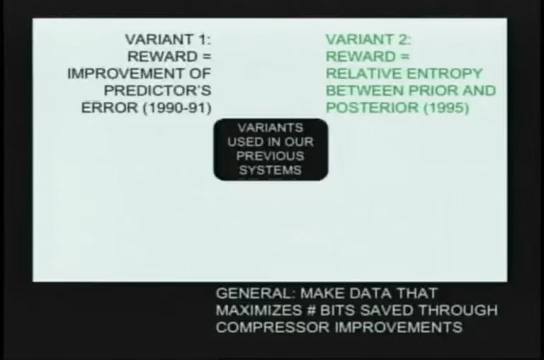 VARIANT 1:
REWARD =
IMPROVEMENT OF
PREDICTOR'S
ERROR (1990-91)
VARIANT 2:
REWARD =
RELATIVE ENTROPY
BETWEEN PRIOR AND
POSTERIOR (1995)
VARIANTS
USED IN OUR
PREVIOUS
SYSTEMS
GENERAL: MAKE DATA THAT
MAXIMIZES # BITS SAVED THROUGH
COMPRESSOR IMPROVEMENTS